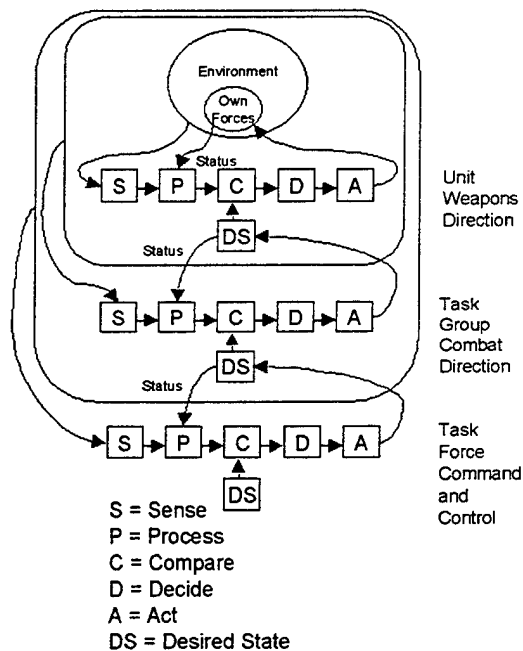 Environment
Own
Forces
Status
S P C D A
Unit
Weapons
Direction
DS
Status
S P C D A
Task
Group
Combat
Direction
DS
Status
S P C D A
Task
Force
Command
and
Control
DS
S = Sense
P = Process
C = Compare
D = Decide
A = Act
DS = Desired State